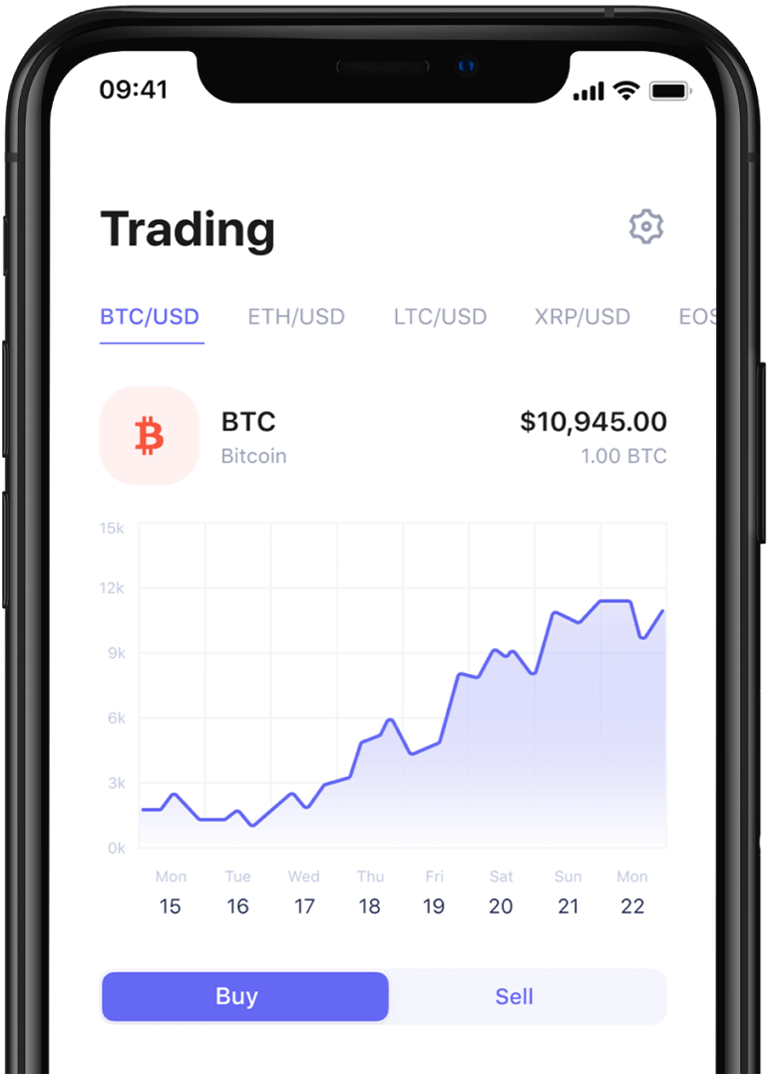 09:41
Trading
BTC/USD ETH/USD LTC/USD XRP/USD EOS
BTC $10,945.00
Bitcoin 1.00 BTC
15k
12k
9k
6k
3k
0k
Mon Tue Wed Thu Fri Sat Sun Mon
15 16 17 18 19 20 21 22
Buy Sell